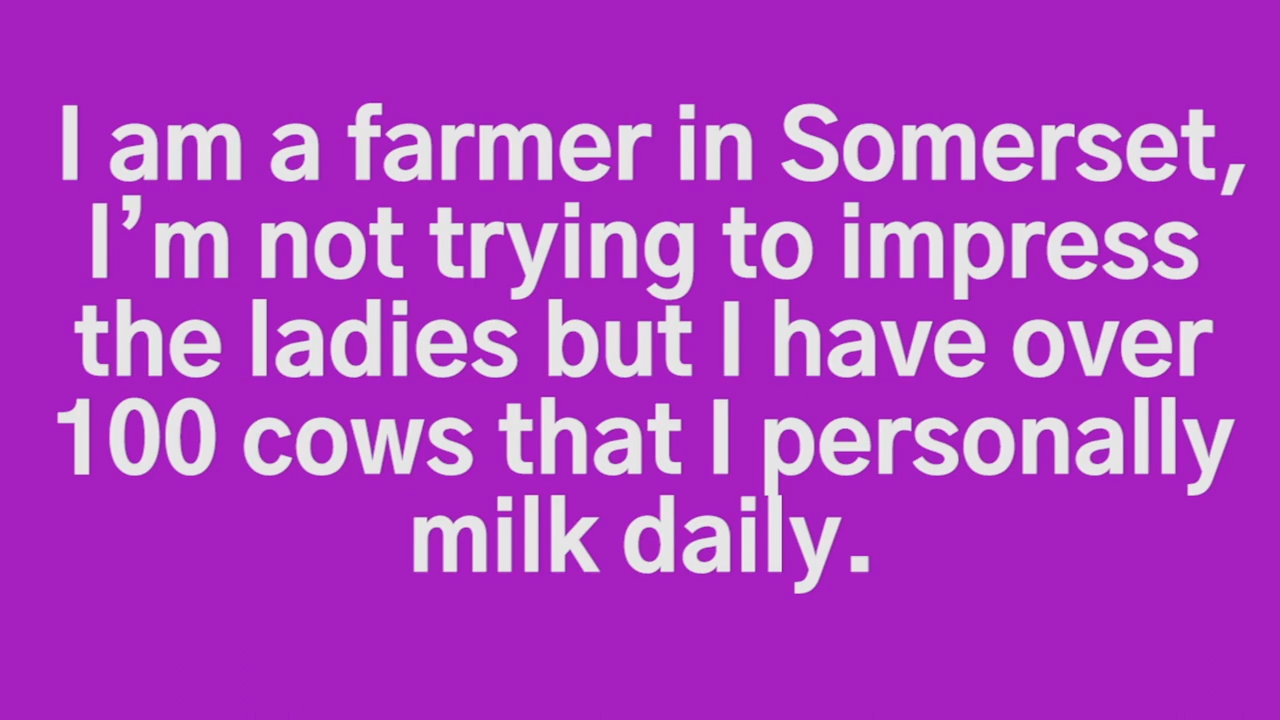 I am a farmer in Somerset,
I’m not trying to impress
the ladies but I have over
100 cows that I personally
milk daily.